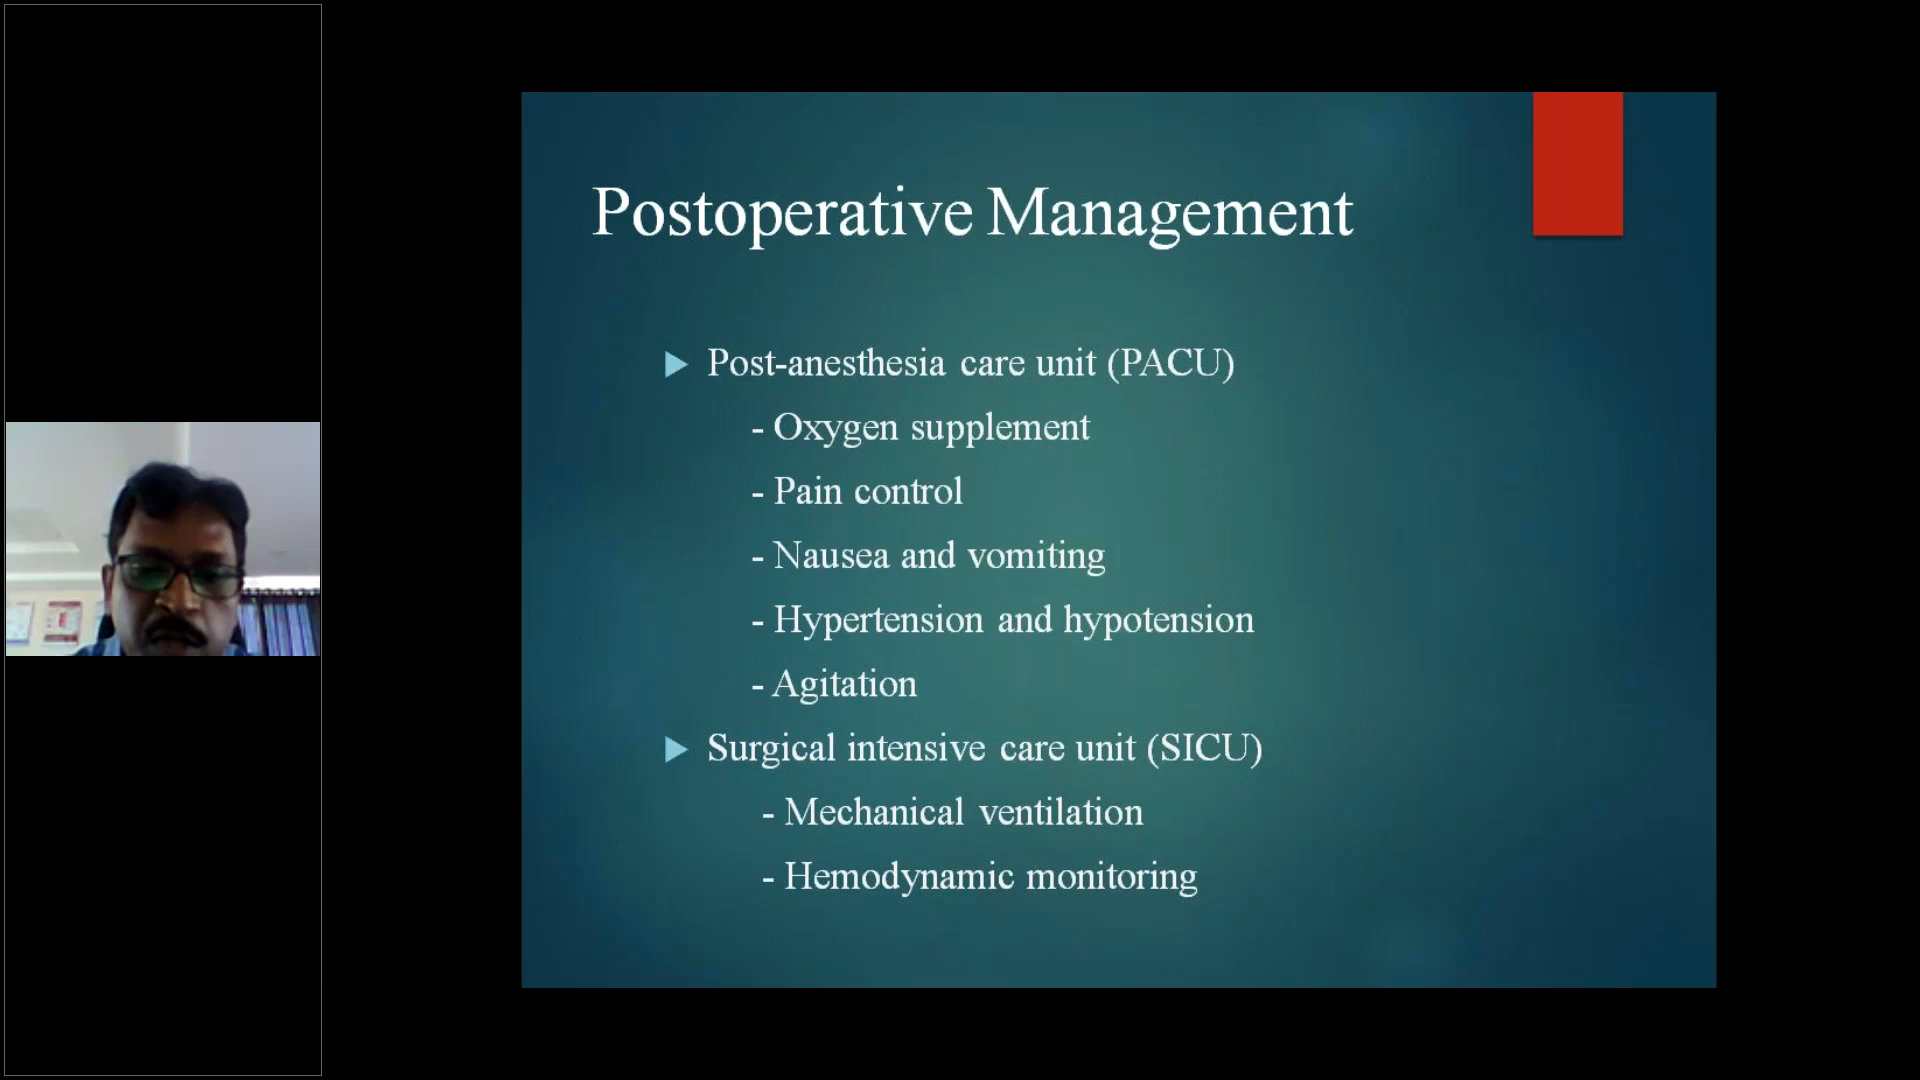 Postoperative Management
Post-anesthesia care unit (PACU)
- Oxygen supplement
- Pain control
- Nausea and vomiting
- Hypertension and hypotension
- Agitation
Surgical intensive care unit (SICU)
- Mechanical ventilation
- Hemodynamic monitoring